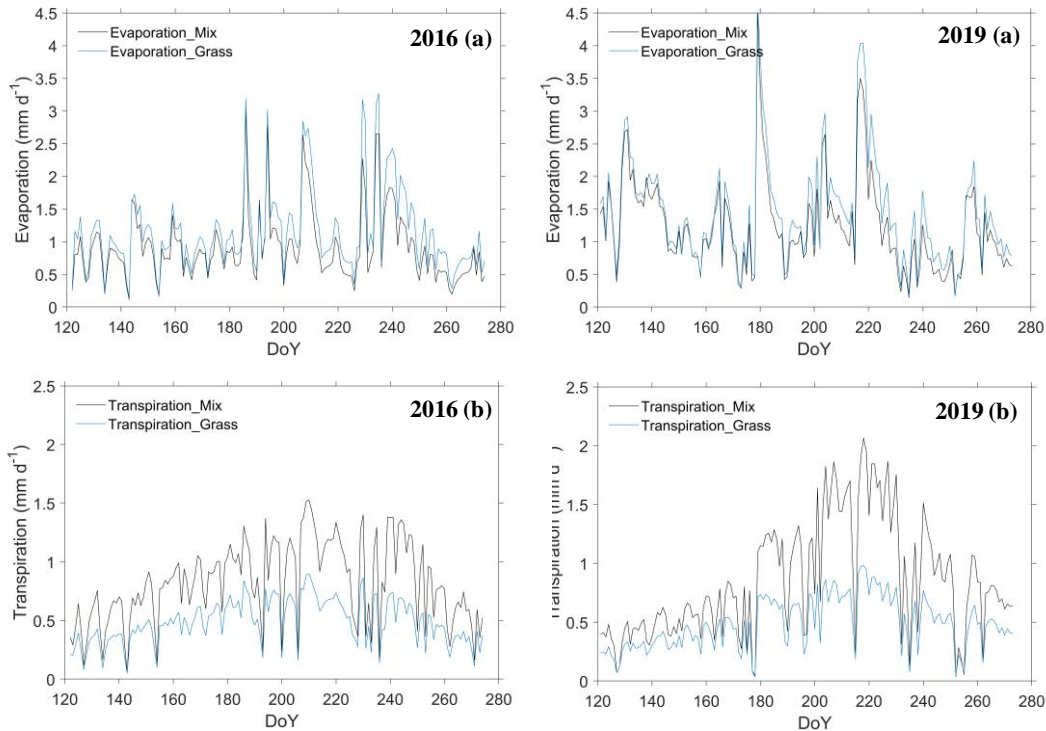 2016 (a)
Evaporation_Mix
Evaporation_Grass
Evaporation (mm d⁻¹)
4.5
4
3.5
3
2.5
2
1.5
1
0.5
0
120 140 160 180 200 220 240 260 280
DoY
2019 (a)
Evaporation_Mix
Evaporation_Grass
Evaporation (mm d⁻¹)
4.5
4
3.5
3
2.5
2
1.5
1
0.5
0
120 140 160 180 200 220 240 260 280
DoY
2016 (b)
Transpiration_Mix
Transpiration_Grass
Transpiration (mm d⁻¹)
2.5
2
1.5
1
0.5
0
120 140 160 180 200 220 240 260 280
DoY
2019 (b)
Transpiration_Mix
Transpiration_Grass
Transpiration (mm d
2.5
2
1.5
1
0.5
0
120 140 160 180 200 220 240 260 280
DoY